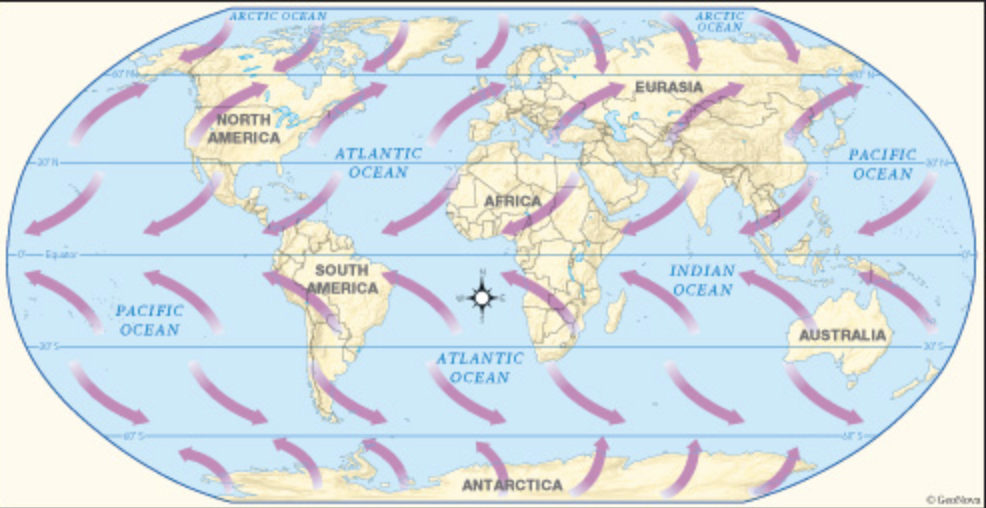 ARCTIC OCEAN
ARCTIC
OCEAN
60°N
60°N
EURASIA
NORTH
AMERICA
ATLANTIC
OCEAN
PACIFIC
OCEAN
30°N
30°N
AFRICA
0°
Equator
0°
SOUTH
AMERICA
INDIAN
OCEAN
N
PACIFIC
OCEAN
AUSTRALIA
30°S
30°S
ATLANTIC
OCEAN
60°S
60°S
ANTARCTICA
© GeoNova